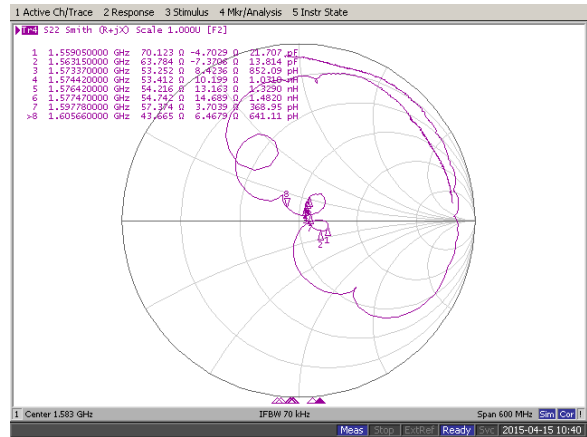 1 Active Ch/Trace 2 Response 3 Stimulus 4 Mkr/Analysis 5 Instr State
Tr4 S22 Smith (R+jX) Scale 1.000U [F2]
1 1.559050000 GHz 70.123 Ω -4.7029 Ω 21.707 pF
2 1.563150000 GHz 63.784 Ω -7.3706 Ω 13.814 pF
3 1.573370000 GHz 53.252 Ω 8.4236 Ω 852.09 pH
4 1.574420000 GHz 53.412 Ω 10.199 Ω 1.0310 nH
5 1.576420000 GHz 54.216 Ω 13.163 Ω 1.3290 nH
6 1.577470000 GHz 54.742 Ω 14.689 Ω 1.4820 nH
7 1.597780000 GHz 57.374 Ω 3.7039 Ω 368.95 pH
>8 1.605660000 GHz 43.665 Ω 6.4679 Ω 641.11 pH
8
7
2 1
1 Center 1.583 GHz IFBW 70 kHz Span 600 MHz Sim Cor !
Meas Stop ExtRef Ready Svc 2015-04-15 10:40